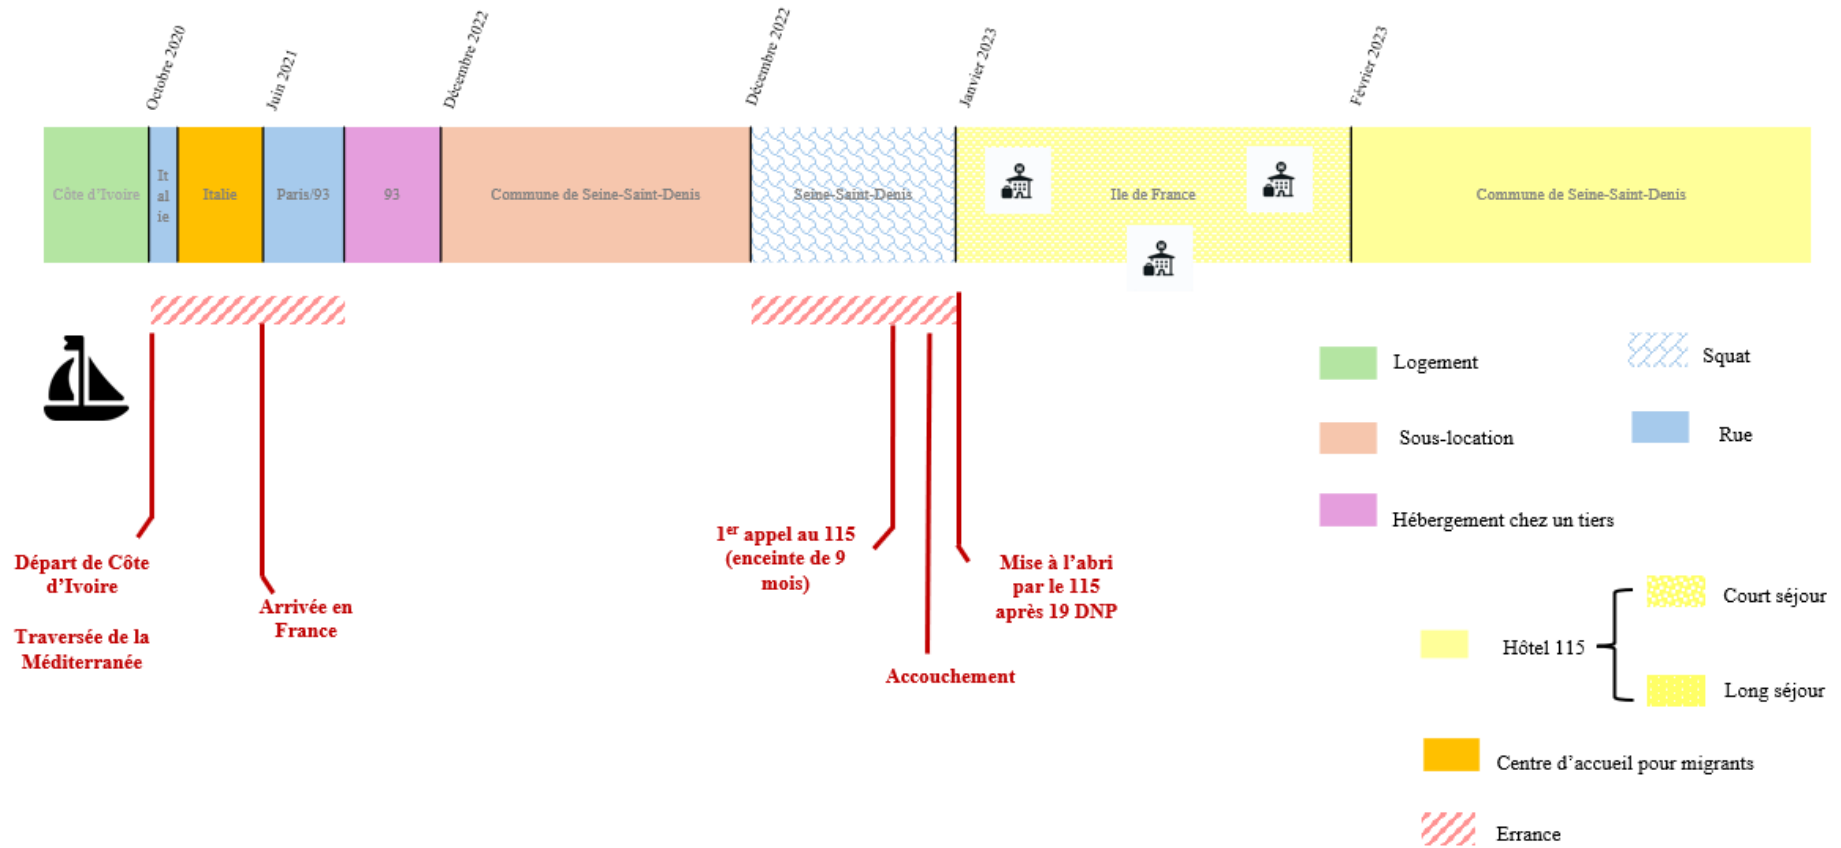 Octobre 2020
Juin 2021
Décembre 2022
Décembre 2022
Janvier 2023
Février 2023
Côte d'Ivoire
It
al
ie
Italie
Paris/93
93
Commune de Seine-Saint-Denis
Seine-Saint-Denis
Ile de France
Commune de Seine-Saint-Denis
Départ de Côte
d'Ivoire
Traversée de la
Méditerranée
Arrivée en
France
1er appel au 115
(enceinte de 9
mois)
Accouchement
Mise à l'abri
par le 115
après 19 DNP
Logement
Squat
Sous-location
Rue
Hébergement chez un tiers
Court séjour
Hôtel 115
Long séjour
Centre d'accueil pour migrants
Errance